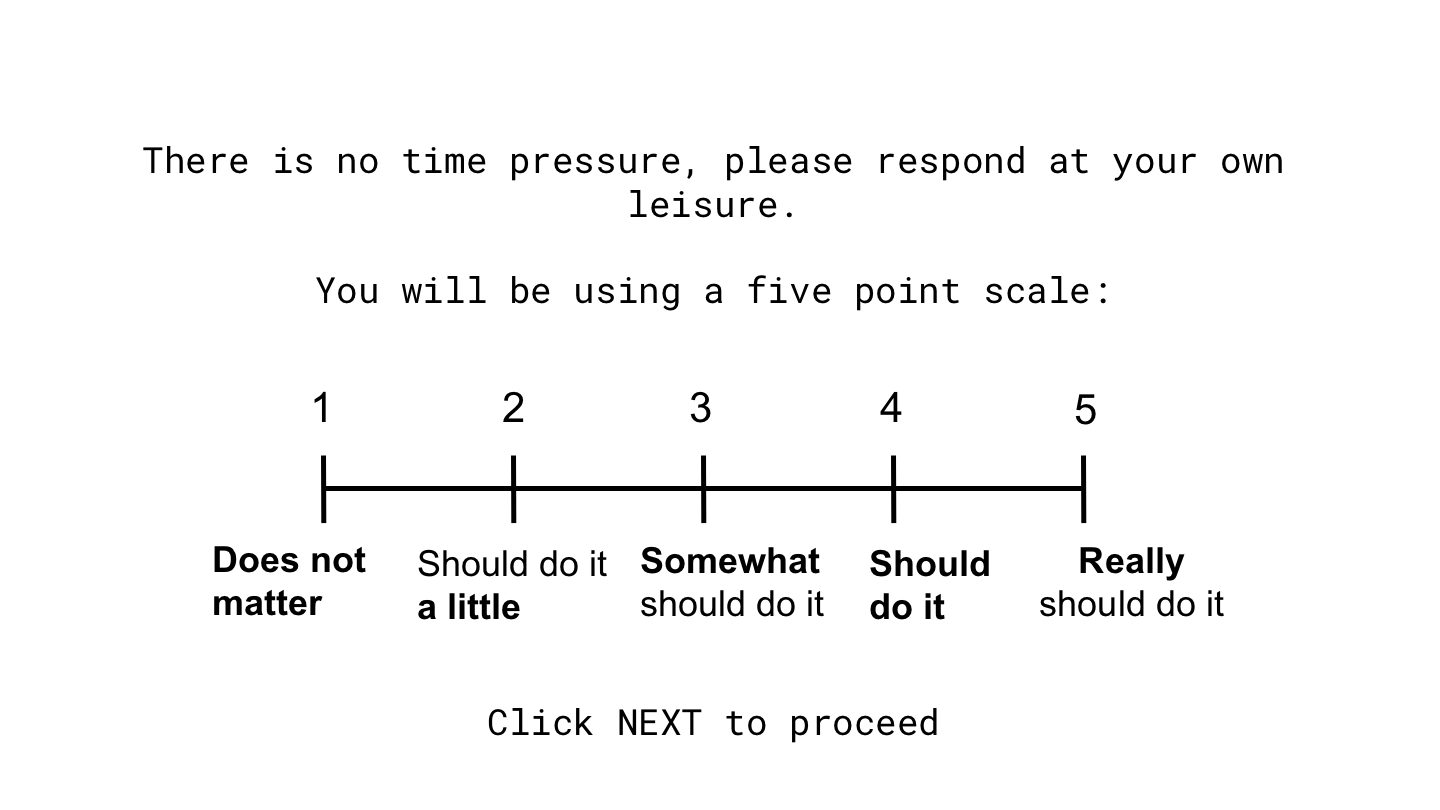 There is no time pressure, please respond at your own
leisure.
You will be using a five point scale:
1 2 3 4 5
Does not matter
Should do it a little
Somewhat should do it
Should do it
Really should do it
Click NEXT to proceed